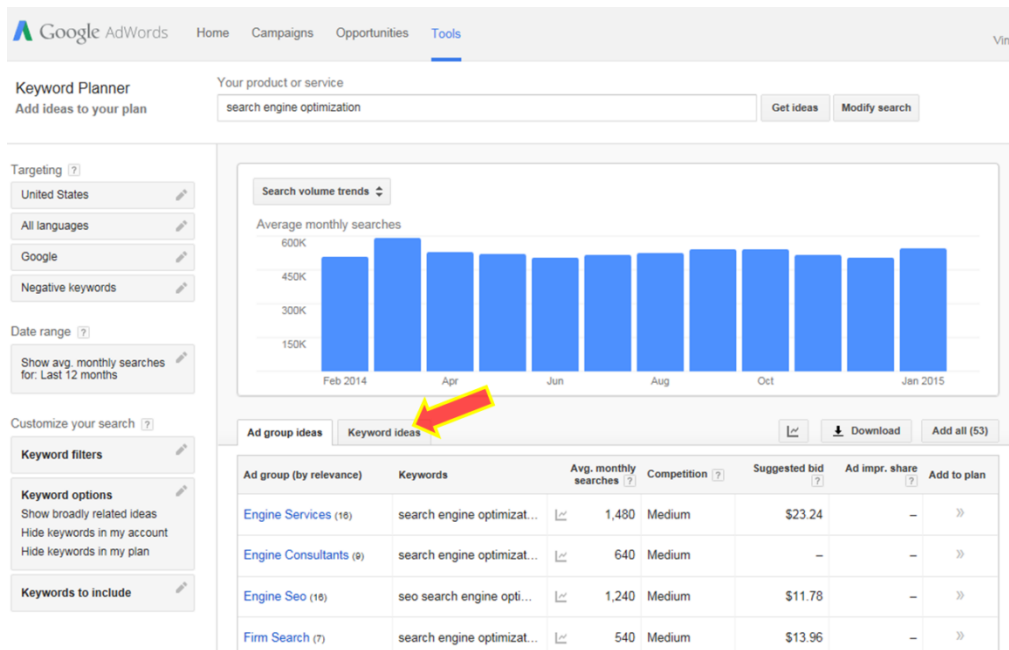 Google AdWords Home Campaigns Opportunities Tools
Vin
Keyword Planner
Add ideas to your plan
Your product or service
search engine optimization
Get ideas
Modify search
Targeting ?
United States
All languages
Google
Negative keywords
Date range ?
Show avg. monthly searches
for: Last 12 months
Customize your search ?
Keyword filters
Keyword options
Show broadly related ideas
Hide keywords in my account
Hide keywords in my plan
Keywords to include
Search volume trends
Average monthly searches
600K
450K
300K
150K
Feb 2014 Apr Jun Aug Oct Jan 2015
Ad group ideas Keyword ideas
Download
Add all (53)
Ad group (by relevance) Keywords Avg. monthly searches ? Competition ? Suggested bid ? Ad impr. share ? Add to plan
Engine Services (16) search engine optimizat... 1,480 Medium $23.24 – »
Engine Consultants (9) search engine optimizat... 640 Medium – – »
Engine Seo (16) seo search engine opti... 1,240 Medium $11.78 – »
Firm Search (7) search engine optimizat... 540 Medium $13.96 – »